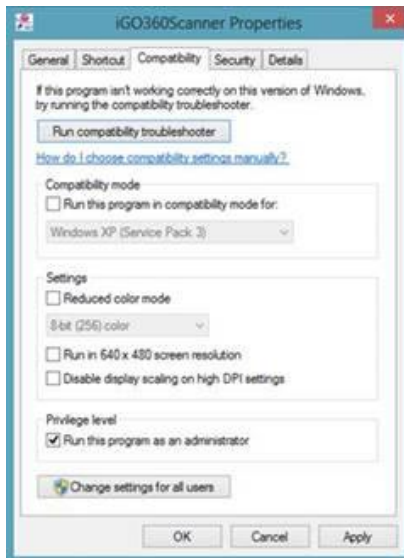 iGO360Scanner Properties
General Shortcut Compatibility Security Details
If this program isn't working correctly on this version of Windows,
try running the compatibility troubleshooter.
Run compatibility troubleshooter
How do I choose compatibility settings manually?
Compatibility mode
Run this program in compatibility mode for:
Windows XP (Service Pack 3)
Settings
Reduced color mode
8-bit (256) color
Run in 640 x 480 screen resolution
Disable display scaling on high DPI settings
Privilege level
Run this program as an administrator
Change settings for all users
OK Cancel Apply